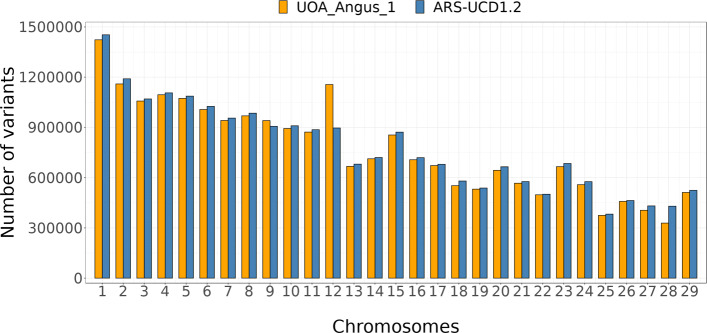 UOA_Angus_1 ARS-UCD1.2
Number of variants
1500000
1200000
900000
600000
300000
0
1 2 3 4 5 6 7 8 9 10 11 12 13 14 15 16 17 18 19 20 21 22 23 24 25 26 27 28 29
Chromosomes